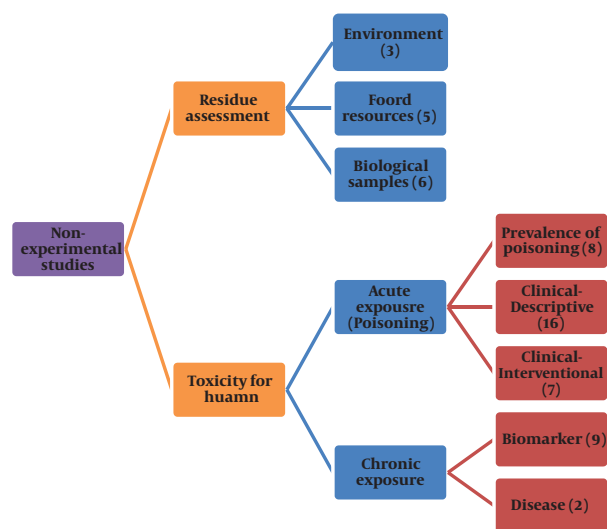 Environment
(3)
Residue
assessment
Foord
resources (5)
Biological
samples (6)
Non-
experimental
studies
Prevalence of
poisoning (8)
Acute
expousre
(Poisoning)
Clinical-
Descriptive
(16)
Clinical-
Interventional
(7)
Toxicity for
huamn
Biomarker (9)
Chronic
exposure
Disease (2)